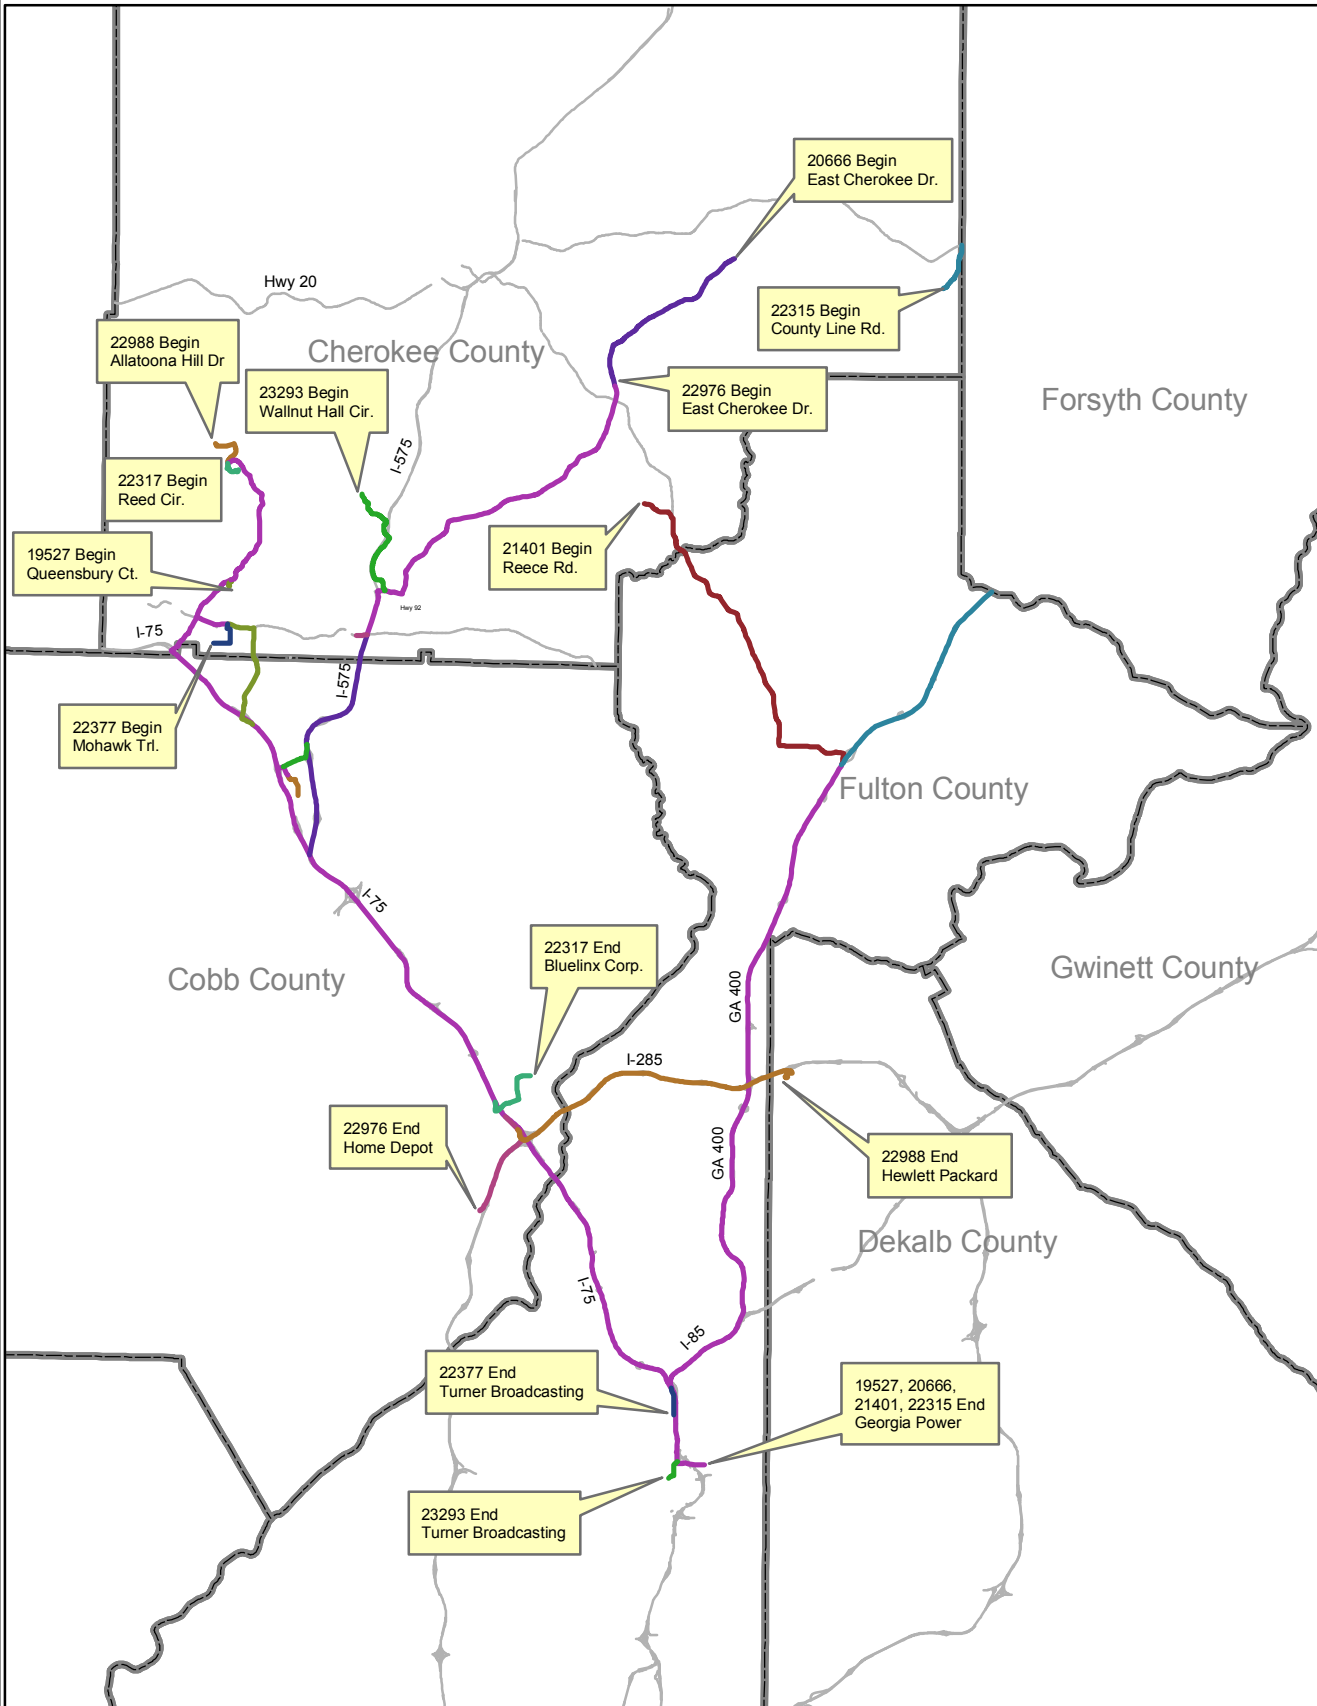 20666 Begin
East Cherokee Dr.
Hwy 20
22315 Begin
County Line Rd.
22988 Begin
Allatoona Hill Dr
Cherokee County
23293 Begin
Wallnut Hall Cir.
22976 Begin
East Cherokee Dr.
Forsyth County
I-575
22317 Begin
Reed Cir.
19527 Begin
Queensbury Ct.
21401 Begin
Reece Rd.
Hwy 92
I-75
I-575
22377 Begin
Mohawk Trl.
Fulton County
I-75
22317 End
Bluelinx Corp.
Cobb County
Gwinett County
GA 400
I-285
22976 End
Home Depot
GA 400
22988 End
Hewlett Packard
Dekalb County
I-75
I-85
22377 End
Turner Broadcasting
19527, 20666,
21401, 22315 End
Georgia Power
23293 End
Turner Broadcasting